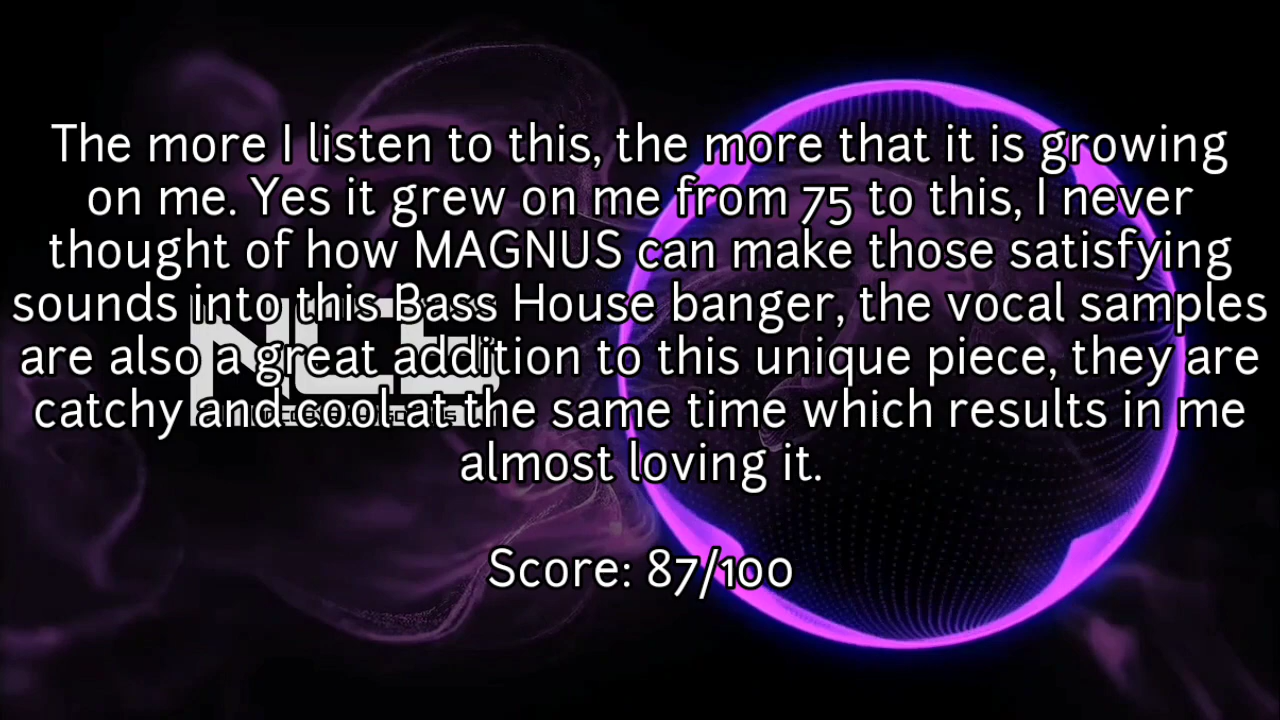 The more I listen to this, the more that it is growing
on me. Yes it grew on me from 75 to this, I never
thought of how MAGNUS can make those satisfying
sounds into this Bass House banger, the vocal samples
are also a great addition to this unique piece, they are
catchy and cool at the same time which results in me
almost loving it.
Score: 87/100
NCS